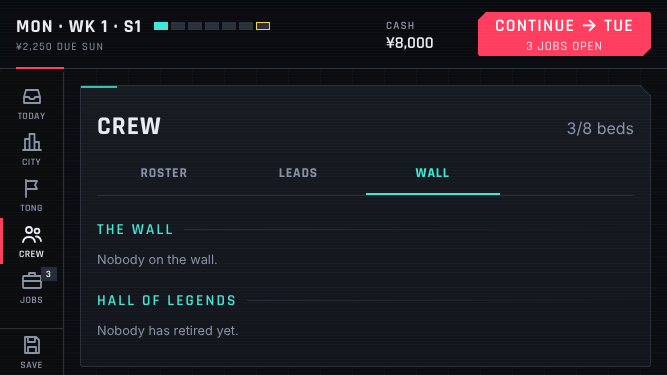 MON · WK 1 · S1
¥2,250 DUE SUN
CASH
¥8,000
CONTINUE → TUE
3 JOBS OPEN
TODAY
CITY
TONG
CREW
3
JOBS
SAVE
CREW
3/8 beds
ROSTER LEADS WALL
THE WALL
Nobody on the wall.
HALL OF LEGENDS
Nobody has retired yet.